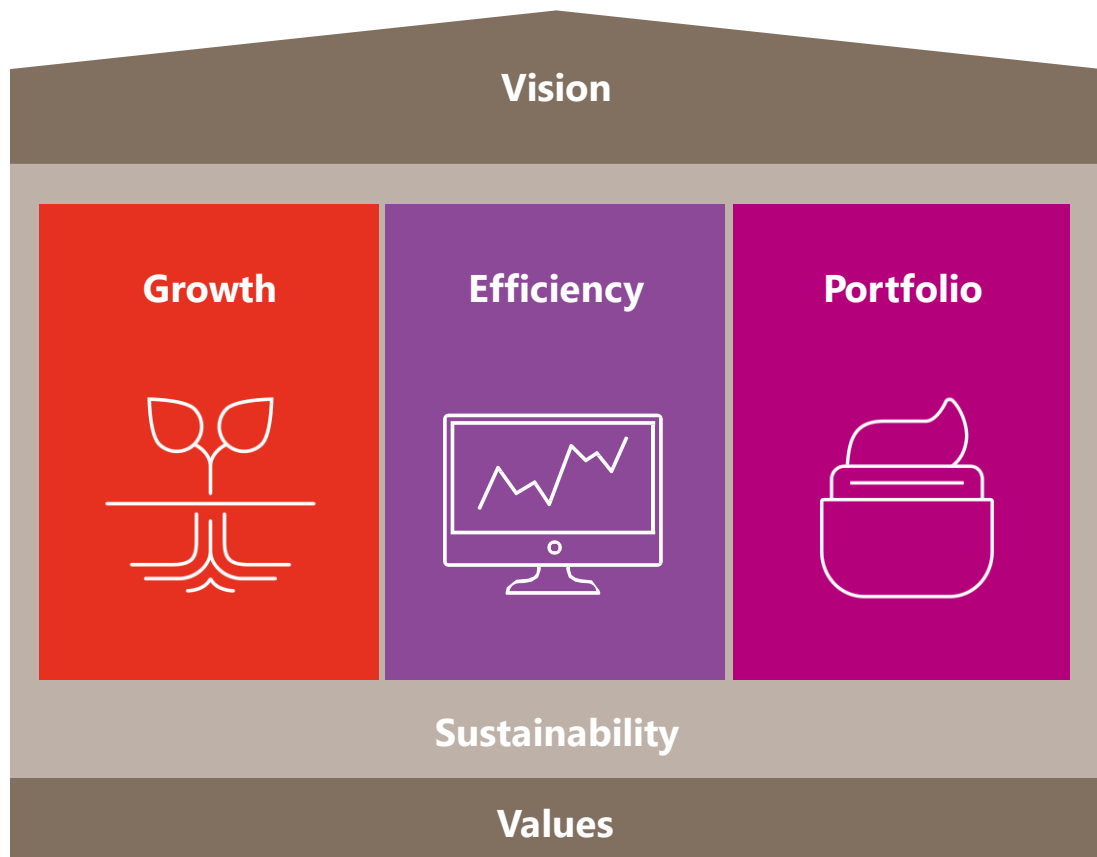 Vision
Growth
Efficiency
Portfolio
Sustainability
Values